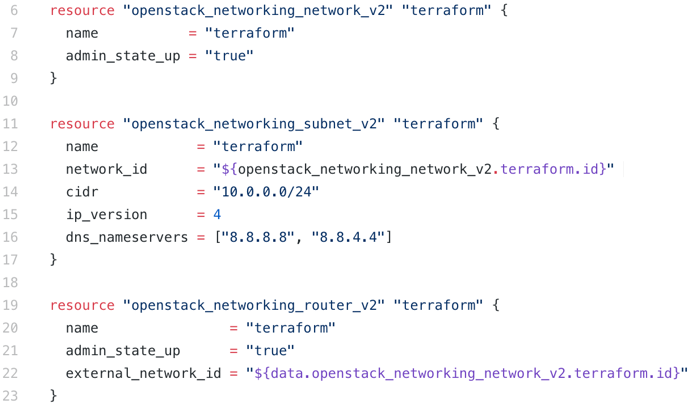 6 resource "openstack_networking_network_v2" "terraform" {
7   name           = "terraform"
8   admin_state_up = "true"
9 }
10
11 resource "openstack_networking_subnet_v2" "terraform" {
12   name            = "terraform"
13   network_id      = "${openstack_networking_network_v2.terraform.id}"
14   cidr            = "10.0.0.0/24"
15   ip_version      = 4
16   dns_nameservers = ["8.8.8.8", "8.8.4.4"]
17 }
18
19 resource "openstack_networking_router_v2" "terraform" {
20   name                = "terraform"
21   admin_state_up      = "true"
22   external_network_id = "${data.openstack_networking_network_v2.terraform.id}"
23 }